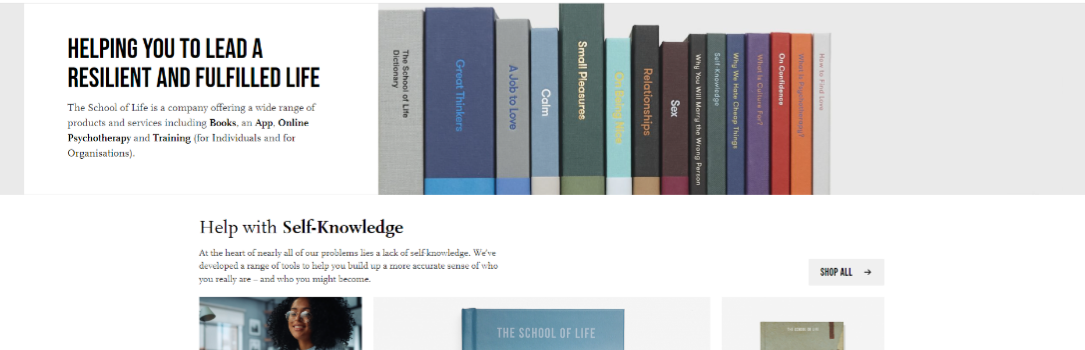 HELPING YOU TO LEAD A
RESILIENT AND FULFILLED LIFE
The School of Life is a company offering a wide range of
products and services including Books, an App, Online
Psychotherapy and Training (for Individuals and for
Organisations).
The School of Life
Dictionary
Great Thinkers
A Job to Love
Calm
Small Pleasures
On Being Nice
Relationships
Sex
Why You Will Marry the Wrong Person
Self-Knowledge
Why We Hate Cheap Things
What Is Culture For?
On Confidence
What Is Psychotherapy?
How to Find Love
Help with Self-Knowledge
At the heart of nearly all of our problems lies a lack of self-knowledge. We've
developed a range of tools to help you build up a more accurate sense of who
you really are – and who you might become.
SHOP ALL →
THE SCHOOL OF LIFE
THE SCHOOL OF LIFE